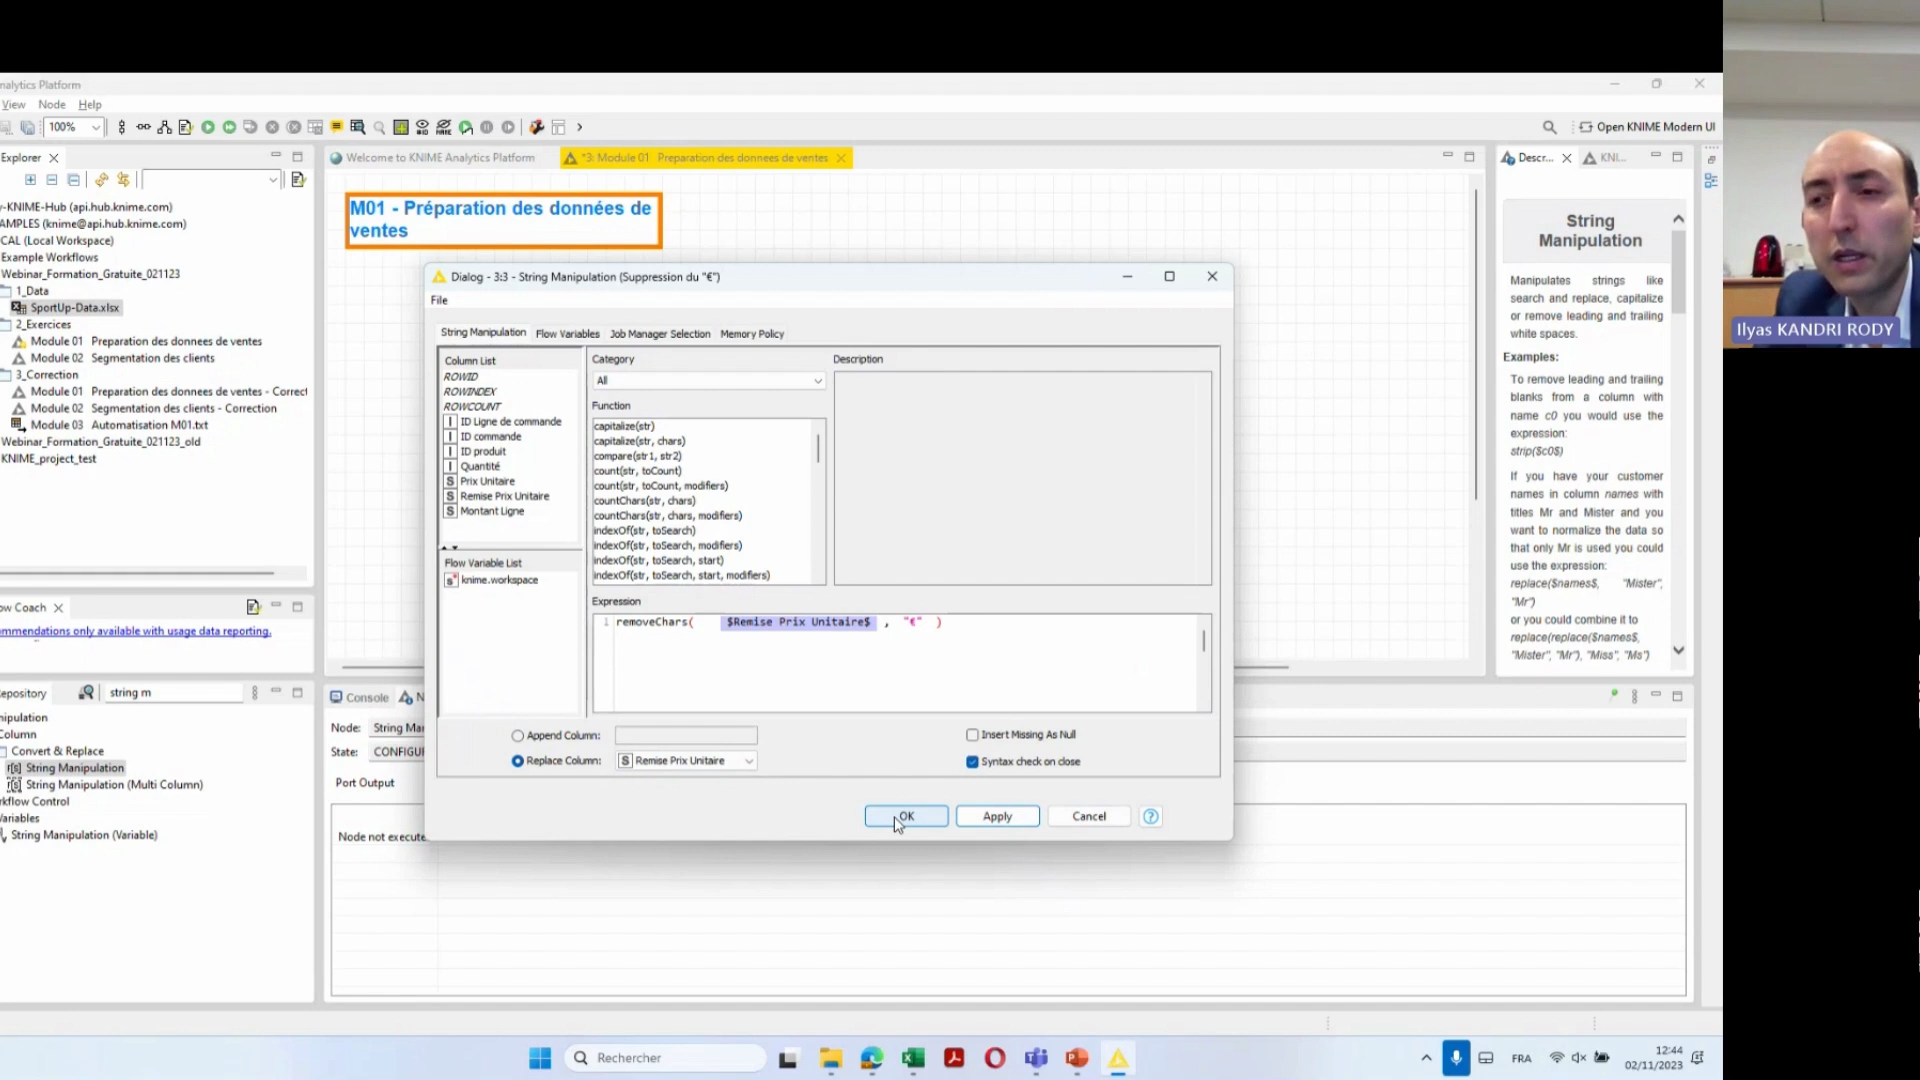 nalytics Platform
View Node Help
100%
Open KNIME Modern UI
Explorer
Welcome to KNIME Analytics Platform
*3: Module 01 Preparation des donnees de ventes
Descr...
KNI...
y-KNIME-Hub (api.hub.knime.com)
AMPLES (knime@api.hub.knime.com)
CAL (Local Workspace)
Example Workflows
Webinar_Formation_Gratuite_021123
1_Data
SportUp-Data.xlsx
2_Exercices
Module 01 Preparation des donnees de ventes
Module 02 Segmentation des clients
3_Correction
Module 01 Preparation des donnees de ventes - Correct
Module 02 Segmentation des clients - Correction
Module 03 Automatisation M01.txt
Webinar_Formation_Gratuite_021123_old
KNIME_project_test
ow Coach
mmendations only available with usage data reporting.
epository
string m
nipulation
Column
Convert & Replace
String Manipulation
String Manipulation (Multi Column)
rkflow Control
Variables
String Manipulation (Variable)
M01 - Préparation des données de
ventes
Dialog - 3:3 - String Manipulation (Suppression du "€")
File
String Manipulation
Flow Variables
Job Manager Selection
Memory Policy
Column List
ROWID
ROWINDEX
ROWCOUNT
I ID Ligne de commande
I ID commande
I ID produit
I Quantité
S Prix Unitaire
S Remise Prix Unitaire
S Montant Ligne
Flow Variable List
s knime.workspace
Category
All
Function
capitalize(str)
capitalize(str, chars)
compare(str1, str2)
count(str, toCount)
count(str, toCount, modifiers)
countChars(str, chars)
countChars(str, chars, modifiers)
indexOf(str, toSearch)
indexOf(str, toSearch, modifiers)
indexOf(str, toSearch, start)
indexOf(str, toSearch, start, modifiers)
Description
Expression
1 removeChars( $Remise Prix Unitaire$ , "€" )
Append Column:
Insert Missing As Null
Replace Column:
S Remise Prix Unitaire
Syntax check on close
OK
Apply
Cancel
?
Console
N
Node: String Mar
State: CONFIGU
Port Output
Node not execute
String
Manipulation
Manipulates strings like
search and replace, capitalize
or remove leading and trailing
white spaces.
Examples:
To remove leading and trailing
blanks from a column with
name c0 you would use the
expression:
strip($c0$)
If you have your customer
names in column names with
titles Mr and Mister and you
want to normalize the data so
that only Mr is used you could
use the expression:
replace($names$, "Mister",
"Mr")
or you could combine it to
replace(replace($names$,
"Mister", "Mr"), "Miss", "Ms")
Ilyas KANDRI RODY
Rechercher
FRA
12:44
02/11/2023